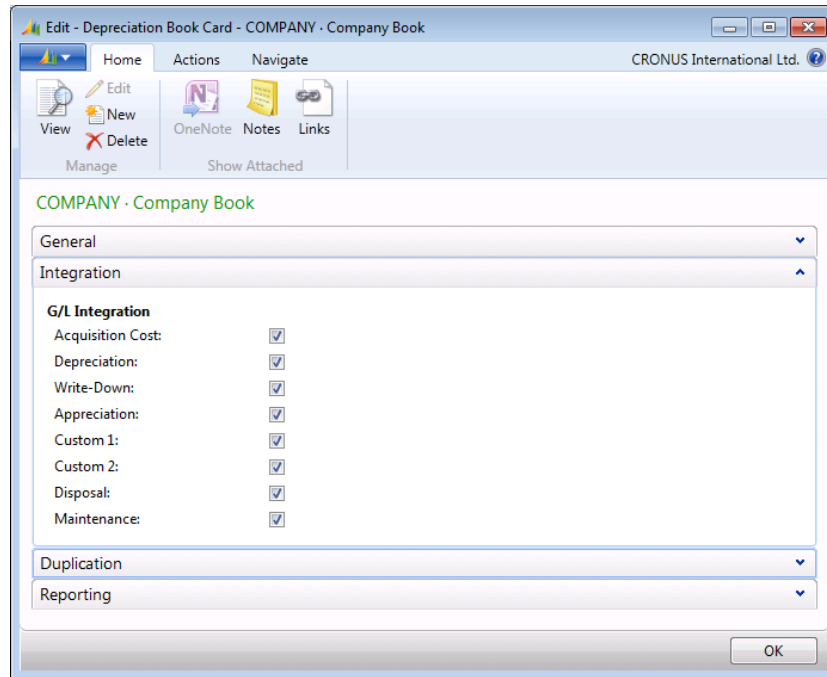 Edit - Depreciation Book Card - COMPANY · Company Book
Home Actions Navigate CRONUS International Ltd.
View
Edit
New
Delete
OneNote Notes Links
Manage Show Attached
COMPANY · Company Book
General
Integration
G/L Integration
Acquisition Cost:
Depreciation:
Write-Down:
Appreciation:
Custom 1:
Custom 2:
Disposal:
Maintenance:
Duplication
Reporting
OK